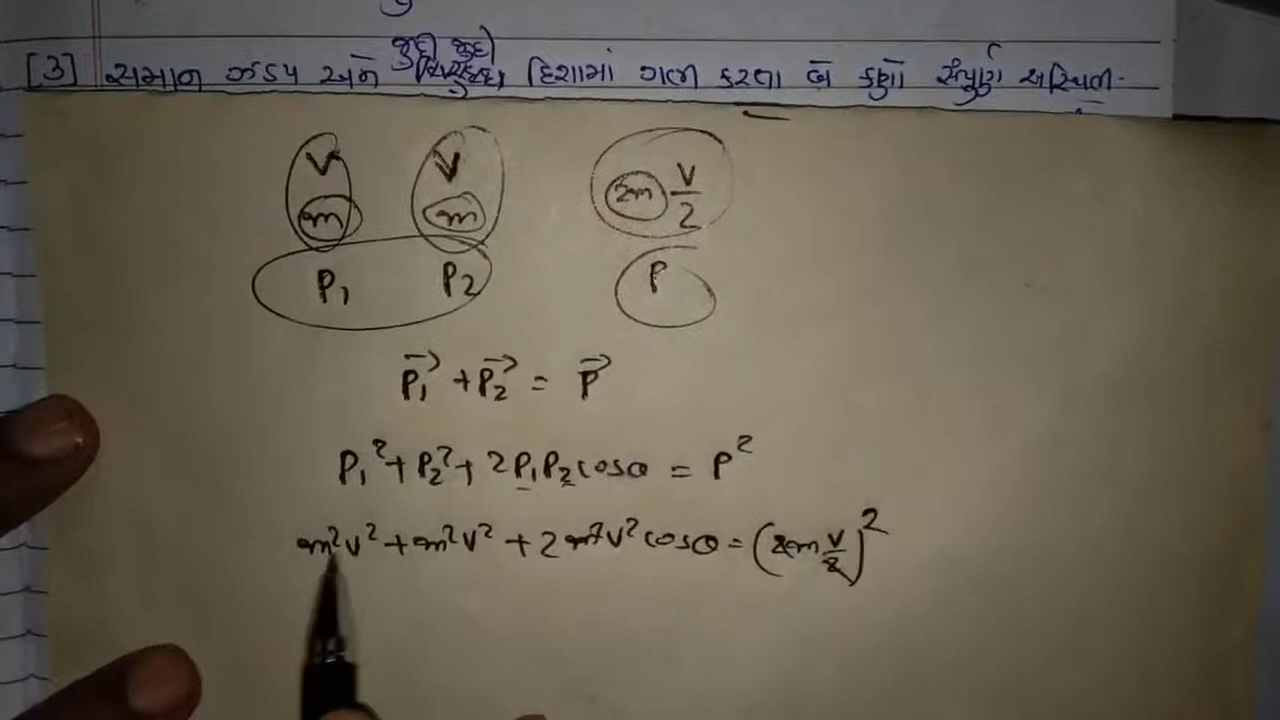 [3] સમાન ઝડપ અને જુદી જુદી દિશામાં ગતિ કરતા બે કણો સંપૂર્ણ અસ્થિત-
V V 2m V/2
m m
P₁ P₂ P
P₁⃗ + P₂⃗ = P⃗
P₁² + P₂² + 2P₁P₂cosθ = P²
m²v² + m²v² + 2m²v²cosθ = (2m v/2)²